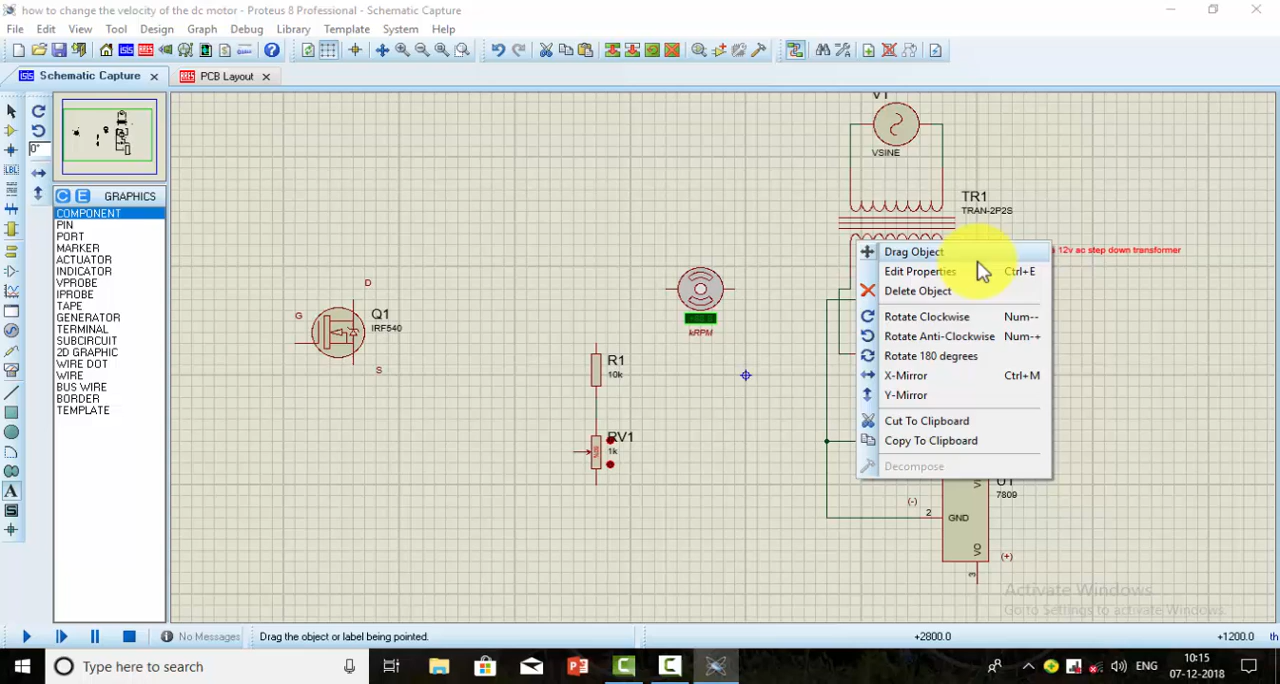 how to change the velocity of the dc motor - Proteus 8 Professional - Schematic Capture
File Edit View Tool Design Graph Debug Library Template System Help
Schematic Capture PCB Layout
0°
LBL
C E GRAPHICS
COMPONENT
PIN
PORT
MARKER
ACTUATOR
INDICATOR
VPROBE
IPROBE
TAPE
GENERATOR
TERMINAL
SUBCIRCUIT
2D GRAPHIC
WIRE DOT
WIRE
BUS WIRE
BORDER
TEMPLATE
V1
VSINE
TR1
TRAN-2P2S
12v ac step down transformer
D
G
Q1
IRF540
S
kRPM
R1
10k
RV1
1k
Drag Object
Edit Properties Ctrl+E
Delete Object
Rotate Clockwise Num--
Rotate Anti-Clockwise Num-+
Rotate 180 degrees
X-Mirror Ctrl+M
Y-Mirror
Cut To Clipboard
Copy To Clipboard
Decompose
U1
7809
(-)
2 GND
VO
(+)
3
Activate Windows
Go to Settings to activate Windows.
No Messages Drag the object or label being pointed. +2800.0 +1200.0 th
Type here to search
ENG
10:15
07-12-2018